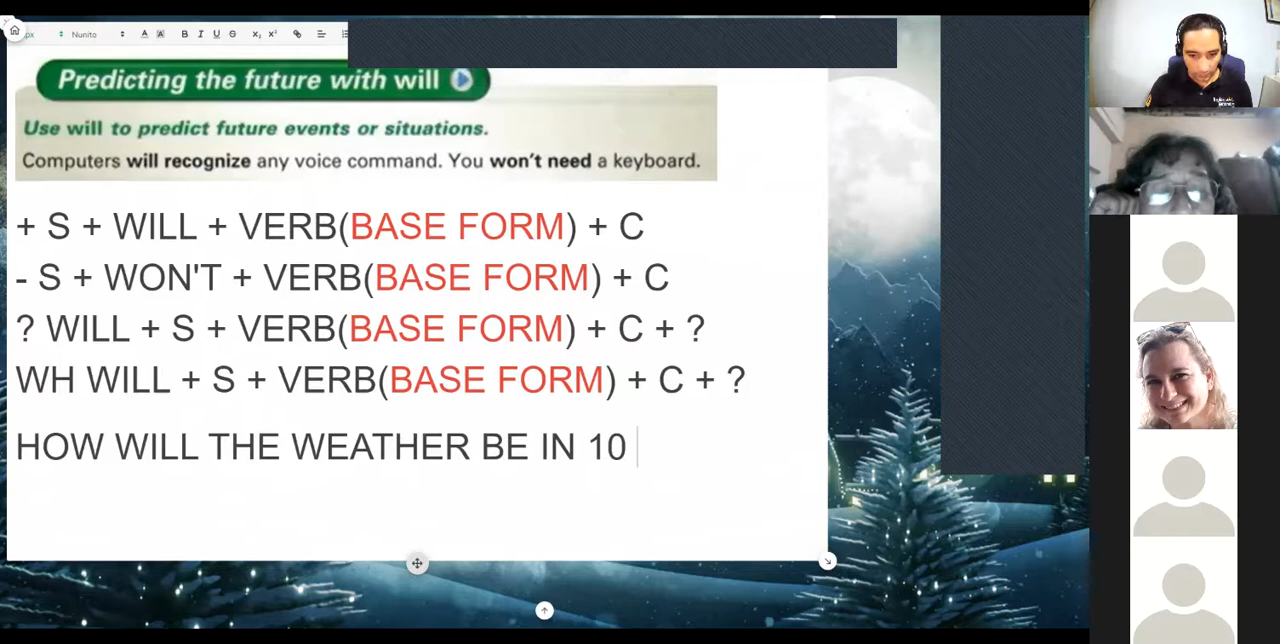 Nunito
Predicting the future with will
Use will to predict future events or situations.
Computers will recognize any voice command. You won't need a keyboard.
+ S + WILL + VERB(BASE FORM) + C
- S + WON'T + VERB(BASE FORM) + C
? WILL + S + VERB(BASE FORM) + C + ?
WH WILL + S + VERB(BASE FORM) + C + ?
HOW WILL THE WEATHER BE IN 10